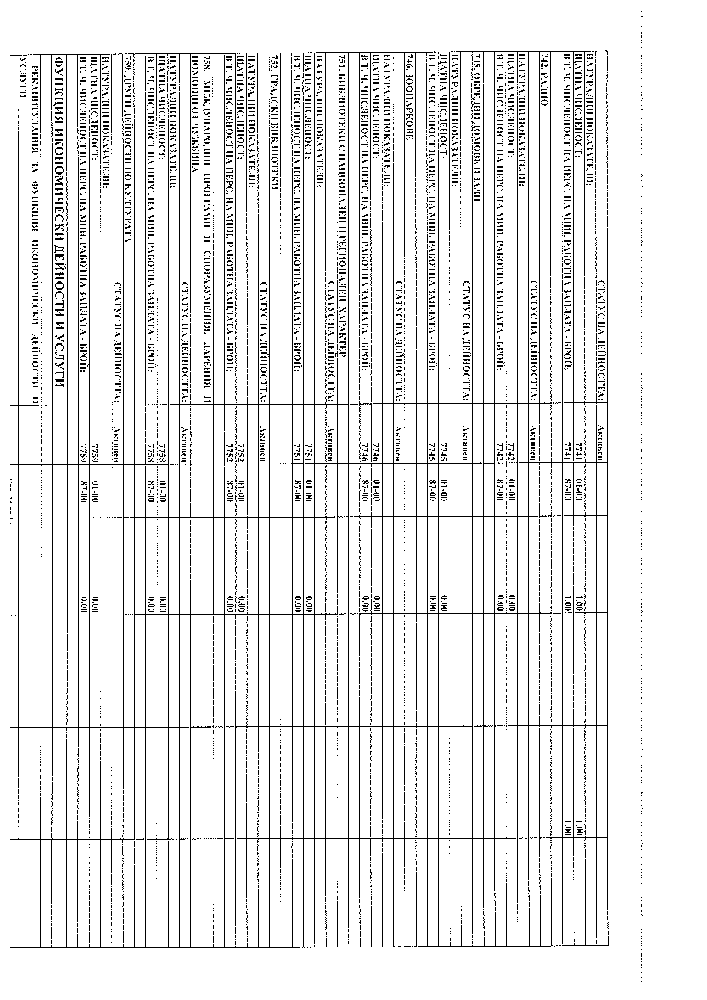 СТАТУС НА ДЕЙНОСТТА: Активен
НАТУРАЛНИ ПОКАЗАТЕЛИ:
ЩАТНА ЧИСЛЕНОСТ: 7741 01-00 1.00 1.00
В Т. Ч. ЧИСЛЕНОСТ НА ПЕРС. НА МИН. РАБОТНА ЗАПЛАТА - БРОЙ: 7741 87-00 1.00 1.00
742. РАДИО
СТАТУС НА ДЕЙНОСТТА: Активен
НАТУРАЛНИ ПОКАЗАТЕЛИ:
ЩАТНА ЧИСЛЕНОСТ: 7742 01-00 0.00
В Т. Ч. ЧИСЛЕНОСТ НА ПЕРС. НА МИН. РАБОТНА ЗАПЛАТА - БРОЙ: 7742 87-00 0.00
745. ОБРЕДНИ ДОМОВЕ И ЗАЛИ
СТАТУС НА ДЕЙНОСТТА: Активен
НАТУРАЛНИ ПОКАЗАТЕЛИ:
ЩАТНА ЧИСЛЕНОСТ: 7745 01-00 0.00
В Т. Ч. ЧИСЛЕНОСТ НА ПЕРС. НА МИН. РАБОТНА ЗАПЛАТА - БРОЙ: 7745 87-00 0.00
746. ЗООПАРКОВЕ
СТАТУС НА ДЕЙНОСТТА: Активен
НАТУРАЛНИ ПОКАЗАТЕЛИ:
ЩАТНА ЧИСЛЕНОСТ: 7746 01-00 0.00
В Т. Ч. ЧИСЛЕНОСТ НА ПЕРС. НА МИН. РАБОТНА ЗАПЛАТА - БРОЙ: 7746 87-00 0.00
751. БИБЛИОТЕКИ С НАЦИОНАЛЕН И РЕГИОНАЛЕН ХАРАКТЕР
СТАТУС НА ДЕЙНОСТТА: Активен
НАТУРАЛНИ ПОКАЗАТЕЛИ:
ЩАТНА ЧИСЛЕНОСТ: 7751 01-00 0.00
В Т. Ч. ЧИСЛЕНОСТ НА ПЕРС. НА МИН. РАБОТНА ЗАПЛАТА - БРОЙ: 7751 87-00 0.00
752. ГРАДСКИ БИБЛИОТЕКИ
СТАТУС НА ДЕЙНОСТТА: Активен
НАТУРАЛНИ ПОКАЗАТЕЛИ:
ЩАТНА ЧИСЛЕНОСТ: 7752 01-00 0.00
В Т. Ч. ЧИСЛЕНОСТ НА ПЕРС. НА МИН. РАБОТНА ЗАПЛАТА - БРОЙ: 7752 87-00 0.00
758. МЕЖДУНАРОДНИ ПРОГРАМИ И СПОРАЗУМЕНИЯ, ДАРЕНИЯ И
ПОМОЩИ ОТ ЧУЖБИНА
СТАТУС НА ДЕЙНОСТТА: Активен
НАТУРАЛНИ ПОКАЗАТЕЛИ:
ЩАТНА ЧИСЛЕНОСТ: 7758 01-00 0.00
В Т. Ч. ЧИСЛЕНОСТ НА ПЕРС. НА МИН. РАБОТНА ЗАПЛАТА - БРОЙ: 7758 87-00 0.00
759. ДРУГИ ДЕЙНОСТИ ПО КУЛТУРАТА
СТАТУС НА ДЕЙНОСТТА: Активен
НАТУРАЛНИ ПОКАЗАТЕЛИ:
ЩАТНА ЧИСЛЕНОСТ: 7759 01-00 0.00
В Т. Ч. ЧИСЛЕНОСТ НА ПЕРС. НА МИН. РАБОТНА ЗАПЛАТА - БРОЙ: 7759 87-00 0.00
ФУНКЦИЯ ИКОНОМИЧЕСКИ ДЕЙНОСТИ И УСЛУГИ
РЕКАПИТУЛАЦИЯ ЗА ФУНКЦИЯ ИКОНОМИЧЕСКИ ДЕЙНОСТИ И
УСЛУГИ